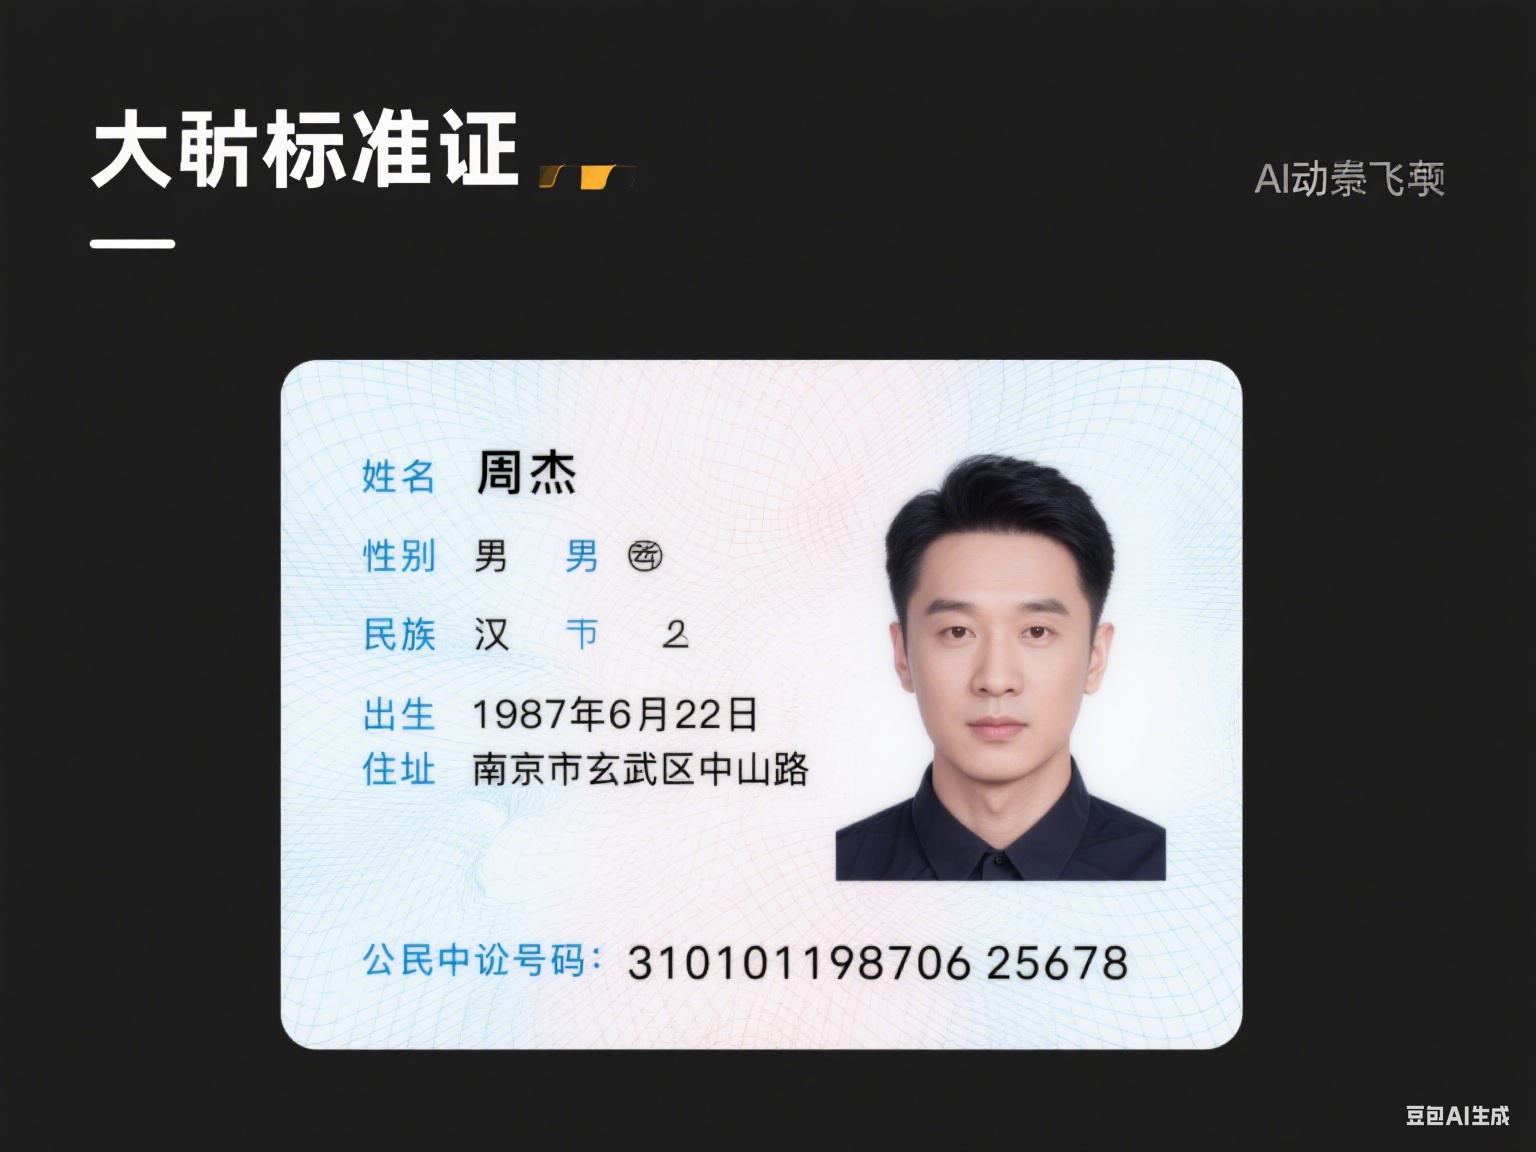 大 标准证
AI动 飞
姓名 周杰
性别 男 男
民族 汉 2
出生 1987年6月22日
住址 南京市玄武区中山路
公民中讼号码：310101198706 25678
豆包AI生成